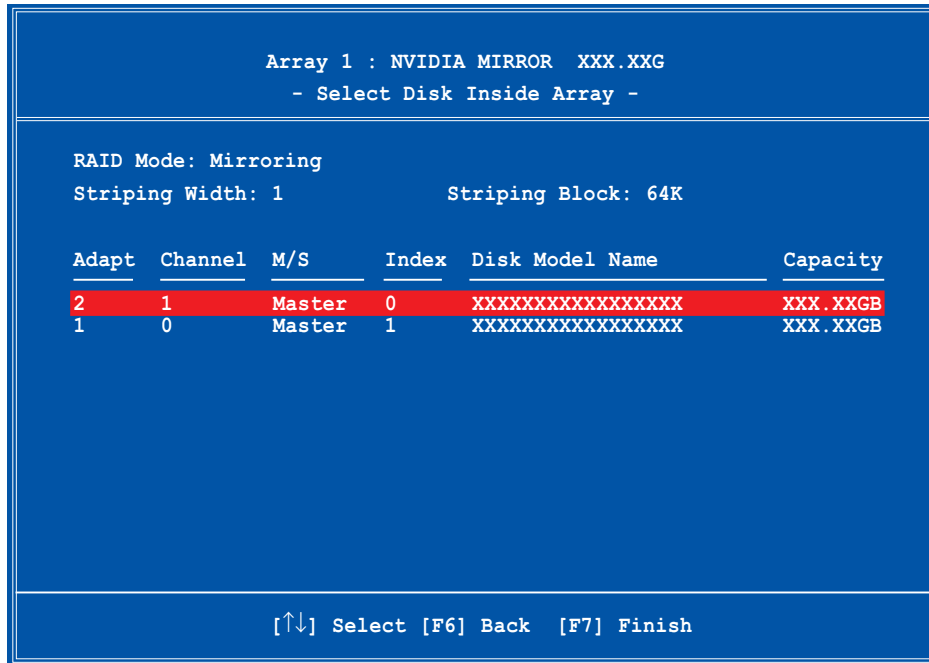 Array 1 : NVIDIA MIRROR XXX.XXG
- Select Disk Inside Array -
RAID Mode: Mirroring
Striping Width: 1 Striping Block: 64K
Adapt Channel M/S Index Disk Model Name Capacity
2 1 Master 0 XXXXXXXXXXXXXXXXX XXX.XXGB
1 0 Master 1 XXXXXXXXXXXXXXXXX XXX.XXGB
[↑↓] Select [F6] Back [F7] Finish